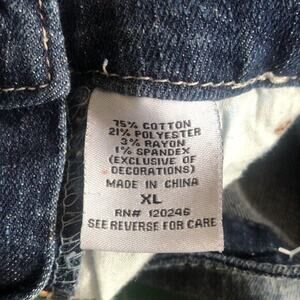 75% COTTON
21% POLYESTER
3% RAYON
1% SPANDEX
(EXCLUSIVE OF
DECORATIONS)
MADE IN CHINA
XL
RN# 120246
SEE REVERSE FOR CARE